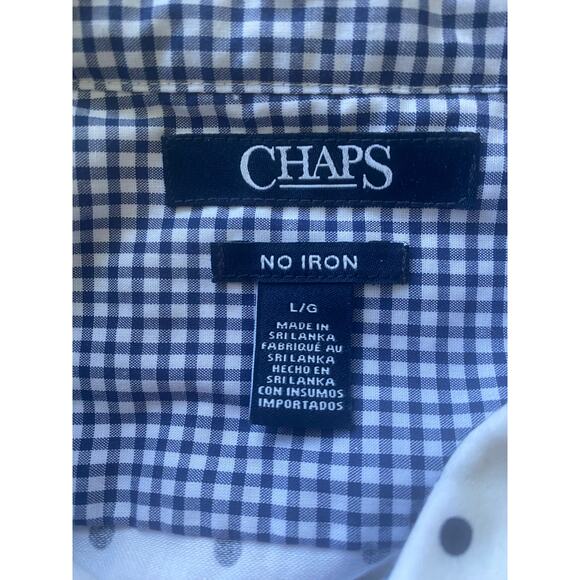 CHAPS
NO IRON
L/G
MADE IN
SRI LANKA
FABRIQUÉ AU
SRI LANKA
HECHO EN
SRI LANKA
CON INSUMOS
IMPORTADOS